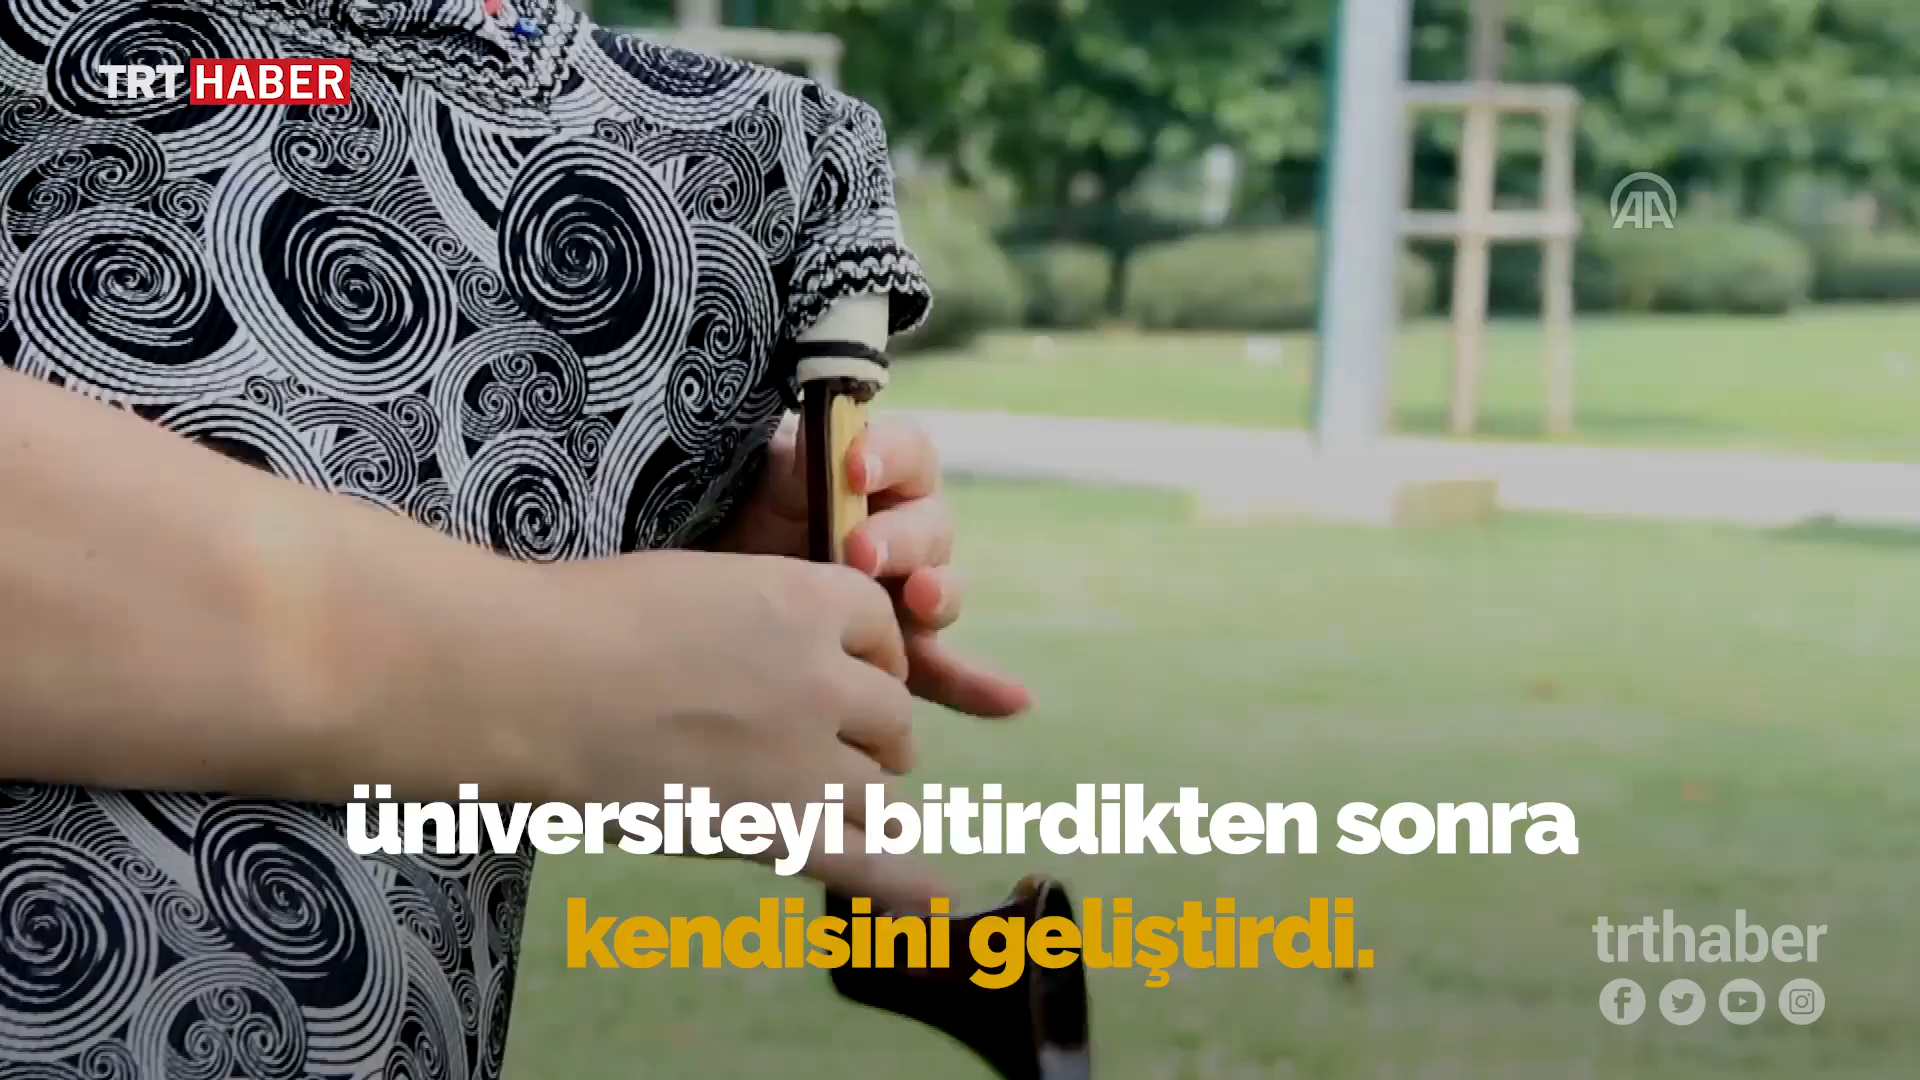 TRT HABER
AA
üniversiteyi bitirdikten sonra
kendisini geliştirdi.
trthaber